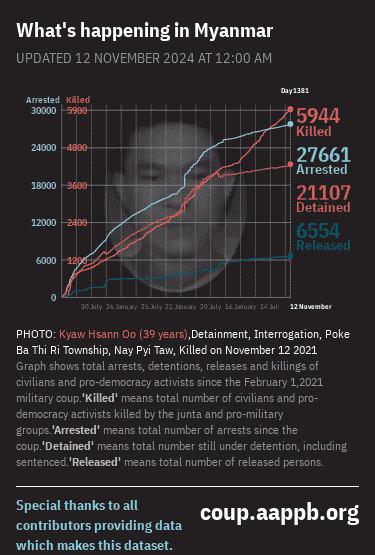 What's happening in Myanmar
UPDATED 12 NOVEMBER 2024 AT 12:00 AM
Day1381
Arrested Killed
30000 5900
24000 4800
18000 3600
12000 2400
6000 1200
0
5944
Killed
27661
Arrested
21107
Detained
6554
Released
30 July 26 January 25 July 21 January 20 July 16 January 14 July 12 November
PHOTO: Kyaw Hsann Oo (39 years),Detainment, Interrogation, Poke
Ba Thi Ri Township, Nay Pyi Taw, Killed on November 12 2021
Graph shows total arrests, detentions, releases and killings of
civilians and pro-democracy activists since the February 1,2021
military coup.'Killed' means total number of civilians and pro-
democracy activists killed by the junta and pro-military
groups.'Arrested' means total number of arrests since the
coup.'Detained' means total number still under detention, including
sentenced.'Released' means total number of released persons.
Special thanks to all
contributors providing data
which makes this dataset.
coup.aappb.org